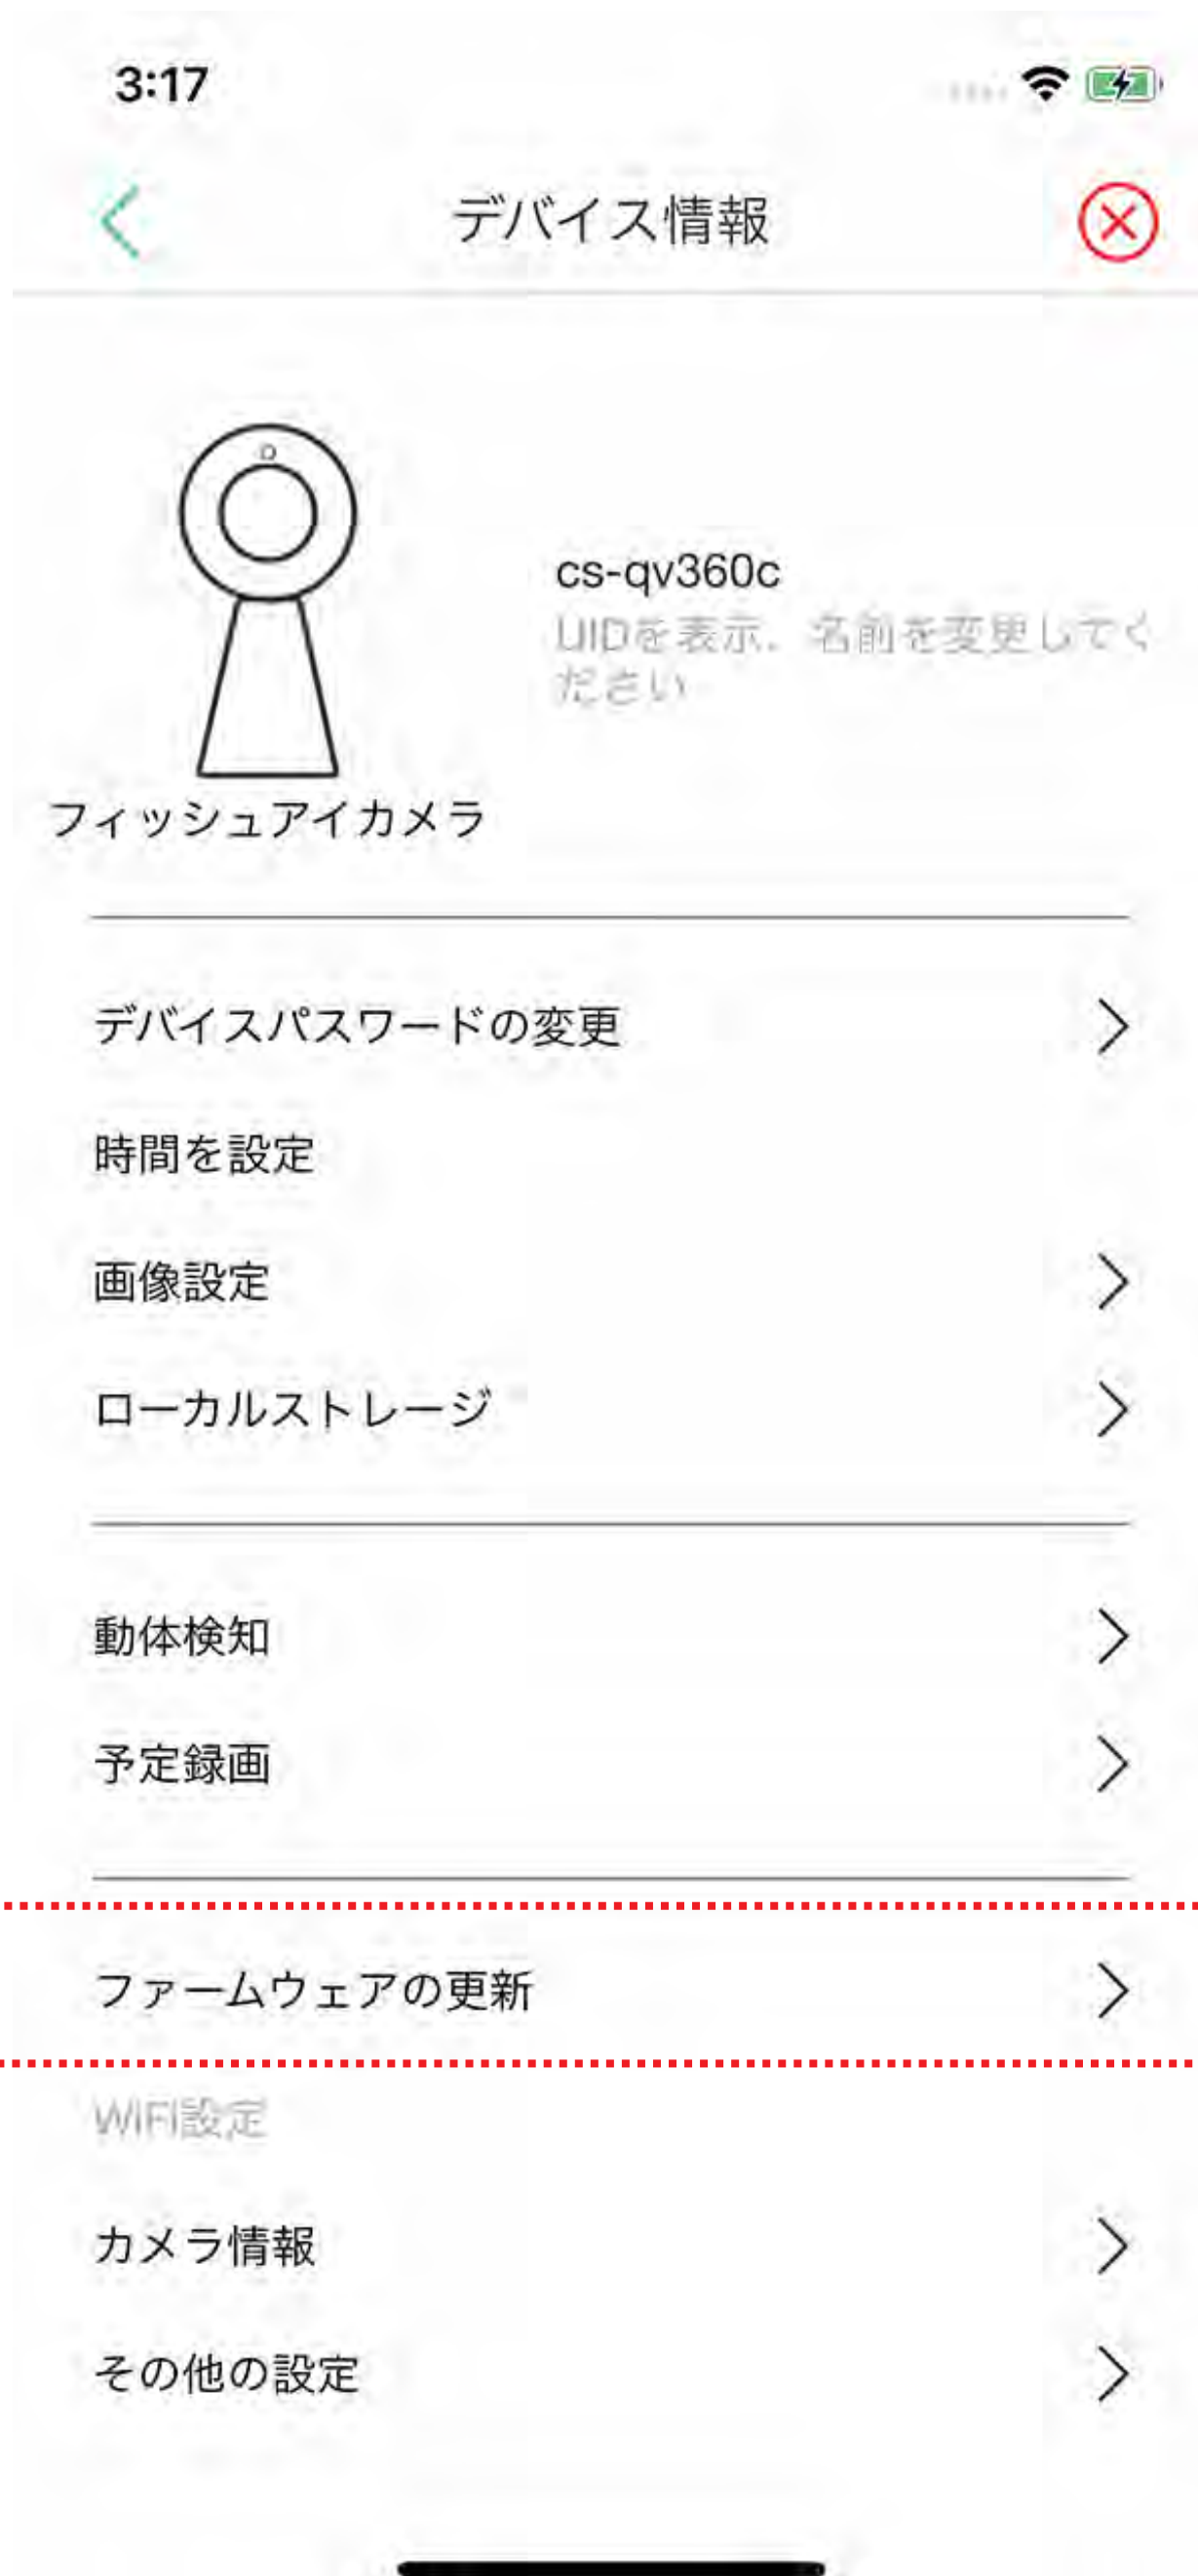 3:17
デバイス情報
cs-qv360c
UIDを表示、名前を変更してく
ださい
フィッシュアイカメラ
デバイスパスワードの変更
時間を設定
画像設定
ローカルストレージ
動体検知
予定録画
ファームウェアの更新
WIFI設定
カメラ情報
その他の設定